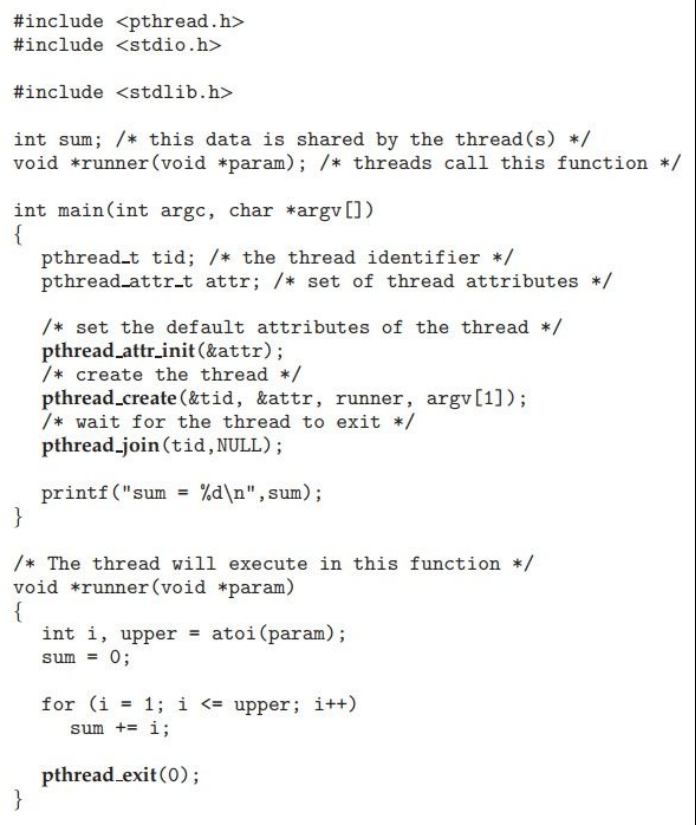 #include <pthread.h>
#include <stdio.h>
#include <stdlib.h>
int sum; /* this data is shared by the thread(s) */
void *runner(void *param); /* threads call this function */
int main(int argc, char *argv[])
{
pthread_t tid; /* the thread identifier */
pthread_attr_t attr; /* set of thread attributes */
/* set the default attributes of the thread */
pthread_attr_init(&attr);
/* create the thread */
pthread_create(&tid, &attr, runner, argv[1]);
/* wait for the thread to exit */
pthread_join(tid,NULL);
printf("sum = %d\n",sum);
}
/* The thread will execute in this function */
void *runner(void *param)
{
int i, upper = atoi(param);
sum = 0;
for (i = 1; i <= upper; i++)
sum += i;
pthread_exit(0);
}